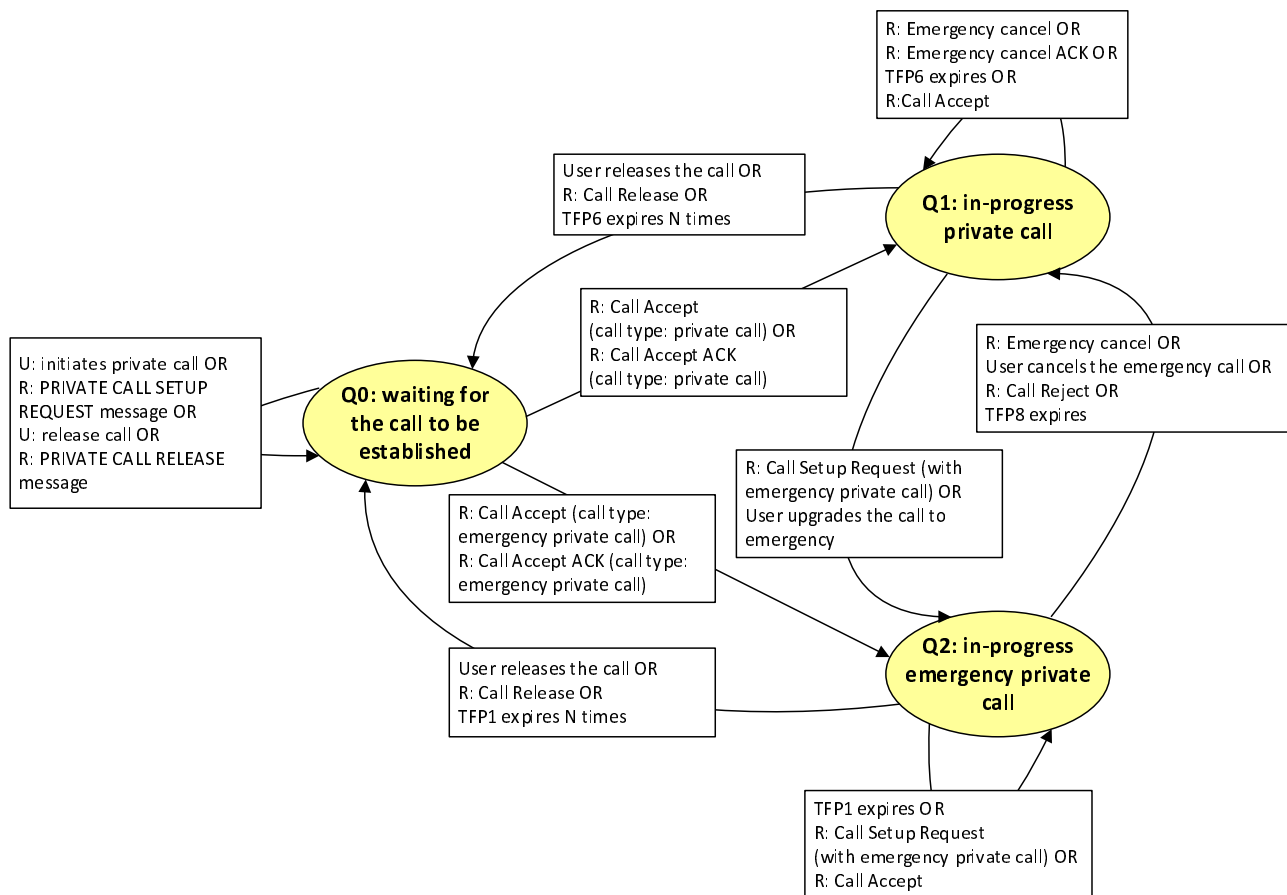 R: Emergency cancel OR
R: Emergency cancel ACK OR
TFP6 expires OR
R:Call Accept
User releases the call OR
R: Call Release OR
TFP6 expires N times
Q1: in-progress
private call
R: Call Accept
(call type: private call) OR
R: Call Accept ACK
(call type: private call)
R: Emergency cancel OR
User cancels the emergency call OR
R: Call Reject OR
TFP8 expires
U: initiates private call OR
R: PRIVATE CALL SETUP
REQUEST message OR
U: release call OR
R: PRIVATE CALL RELEASE
message
Q0: waiting for
the call to be
established
R: Call Setup Request (with
emergency private call) OR
User upgrades the call to
emergency
R: Call Accept (call type:
emergency private call) OR
R: Call Accept ACK (call type:
emergency private call)
Q2: in-progress
emergency private
call
User releases the call OR
R: Call Release OR
TFP1 expires N times
TFP1 expires OR
R: Call Setup Request
(with emergency private call) OR
R: Call Accept